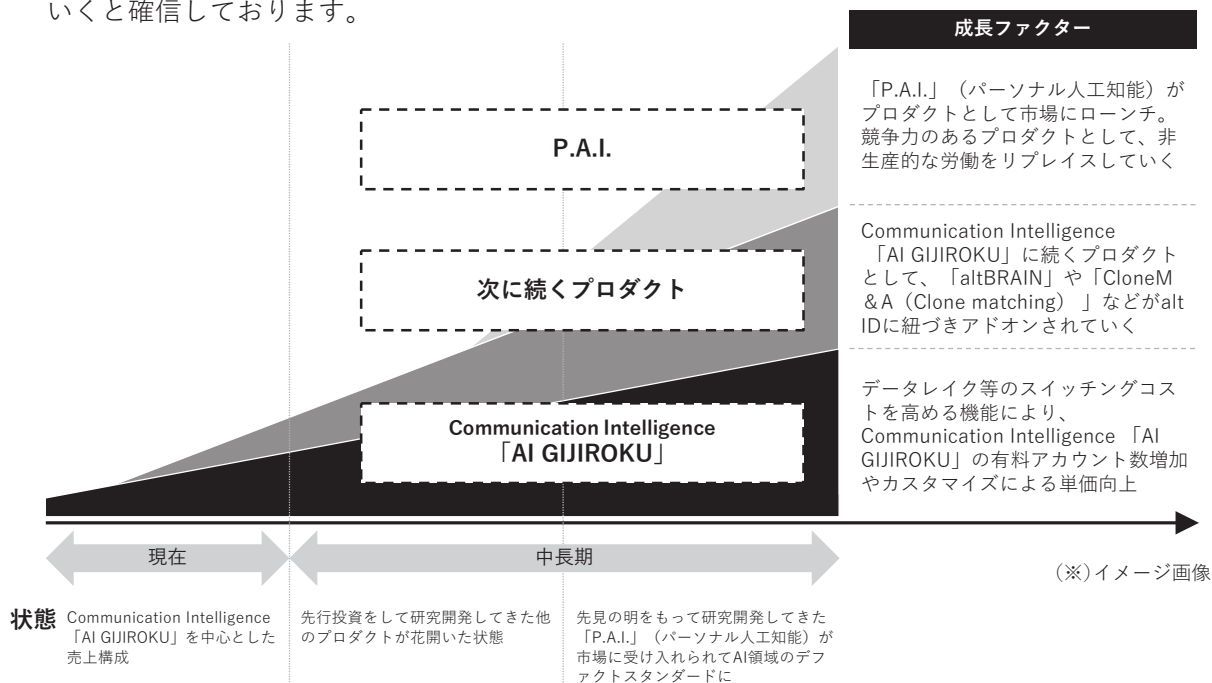 いくと確信しております。
成長ファクター
「P.A.I.」（パーソナル人工知能）が
プロダクトとして市場にローンチ。
競争力のあるプロダクトとして、非
生産的な労働をリプレイスしていく
P.A.I.
Communication Intelligence
「AI GIJIROKU」に続くプロダクト
として、「altBRAIN」や「CloneM
＆A（Clone matching）」などがalt
IDに紐づきアドオンされていく
次に続くプロダクト
データレイク等のスイッチングコス
トを高める機能により、
Communication Intelligence 「AI
GIJIROKU」の有料アカウント数増加
やカスタマイズによる単価向上
Communication Intelligence
「AI GIJIROKU」
現在
中長期
(※)イメージ画像
状態
Communication Intelligence
「AI GIJIROKU」を中心とした
売上構成
先行投資をして研究開発してきた他
のプロダクトが花開いた状態
先見の明をもって研究開発してきた
「P.A.I.」（パーソナル人工知能）が
市場に受け入れられてAI領域のデフ
ァクトスタンダードに